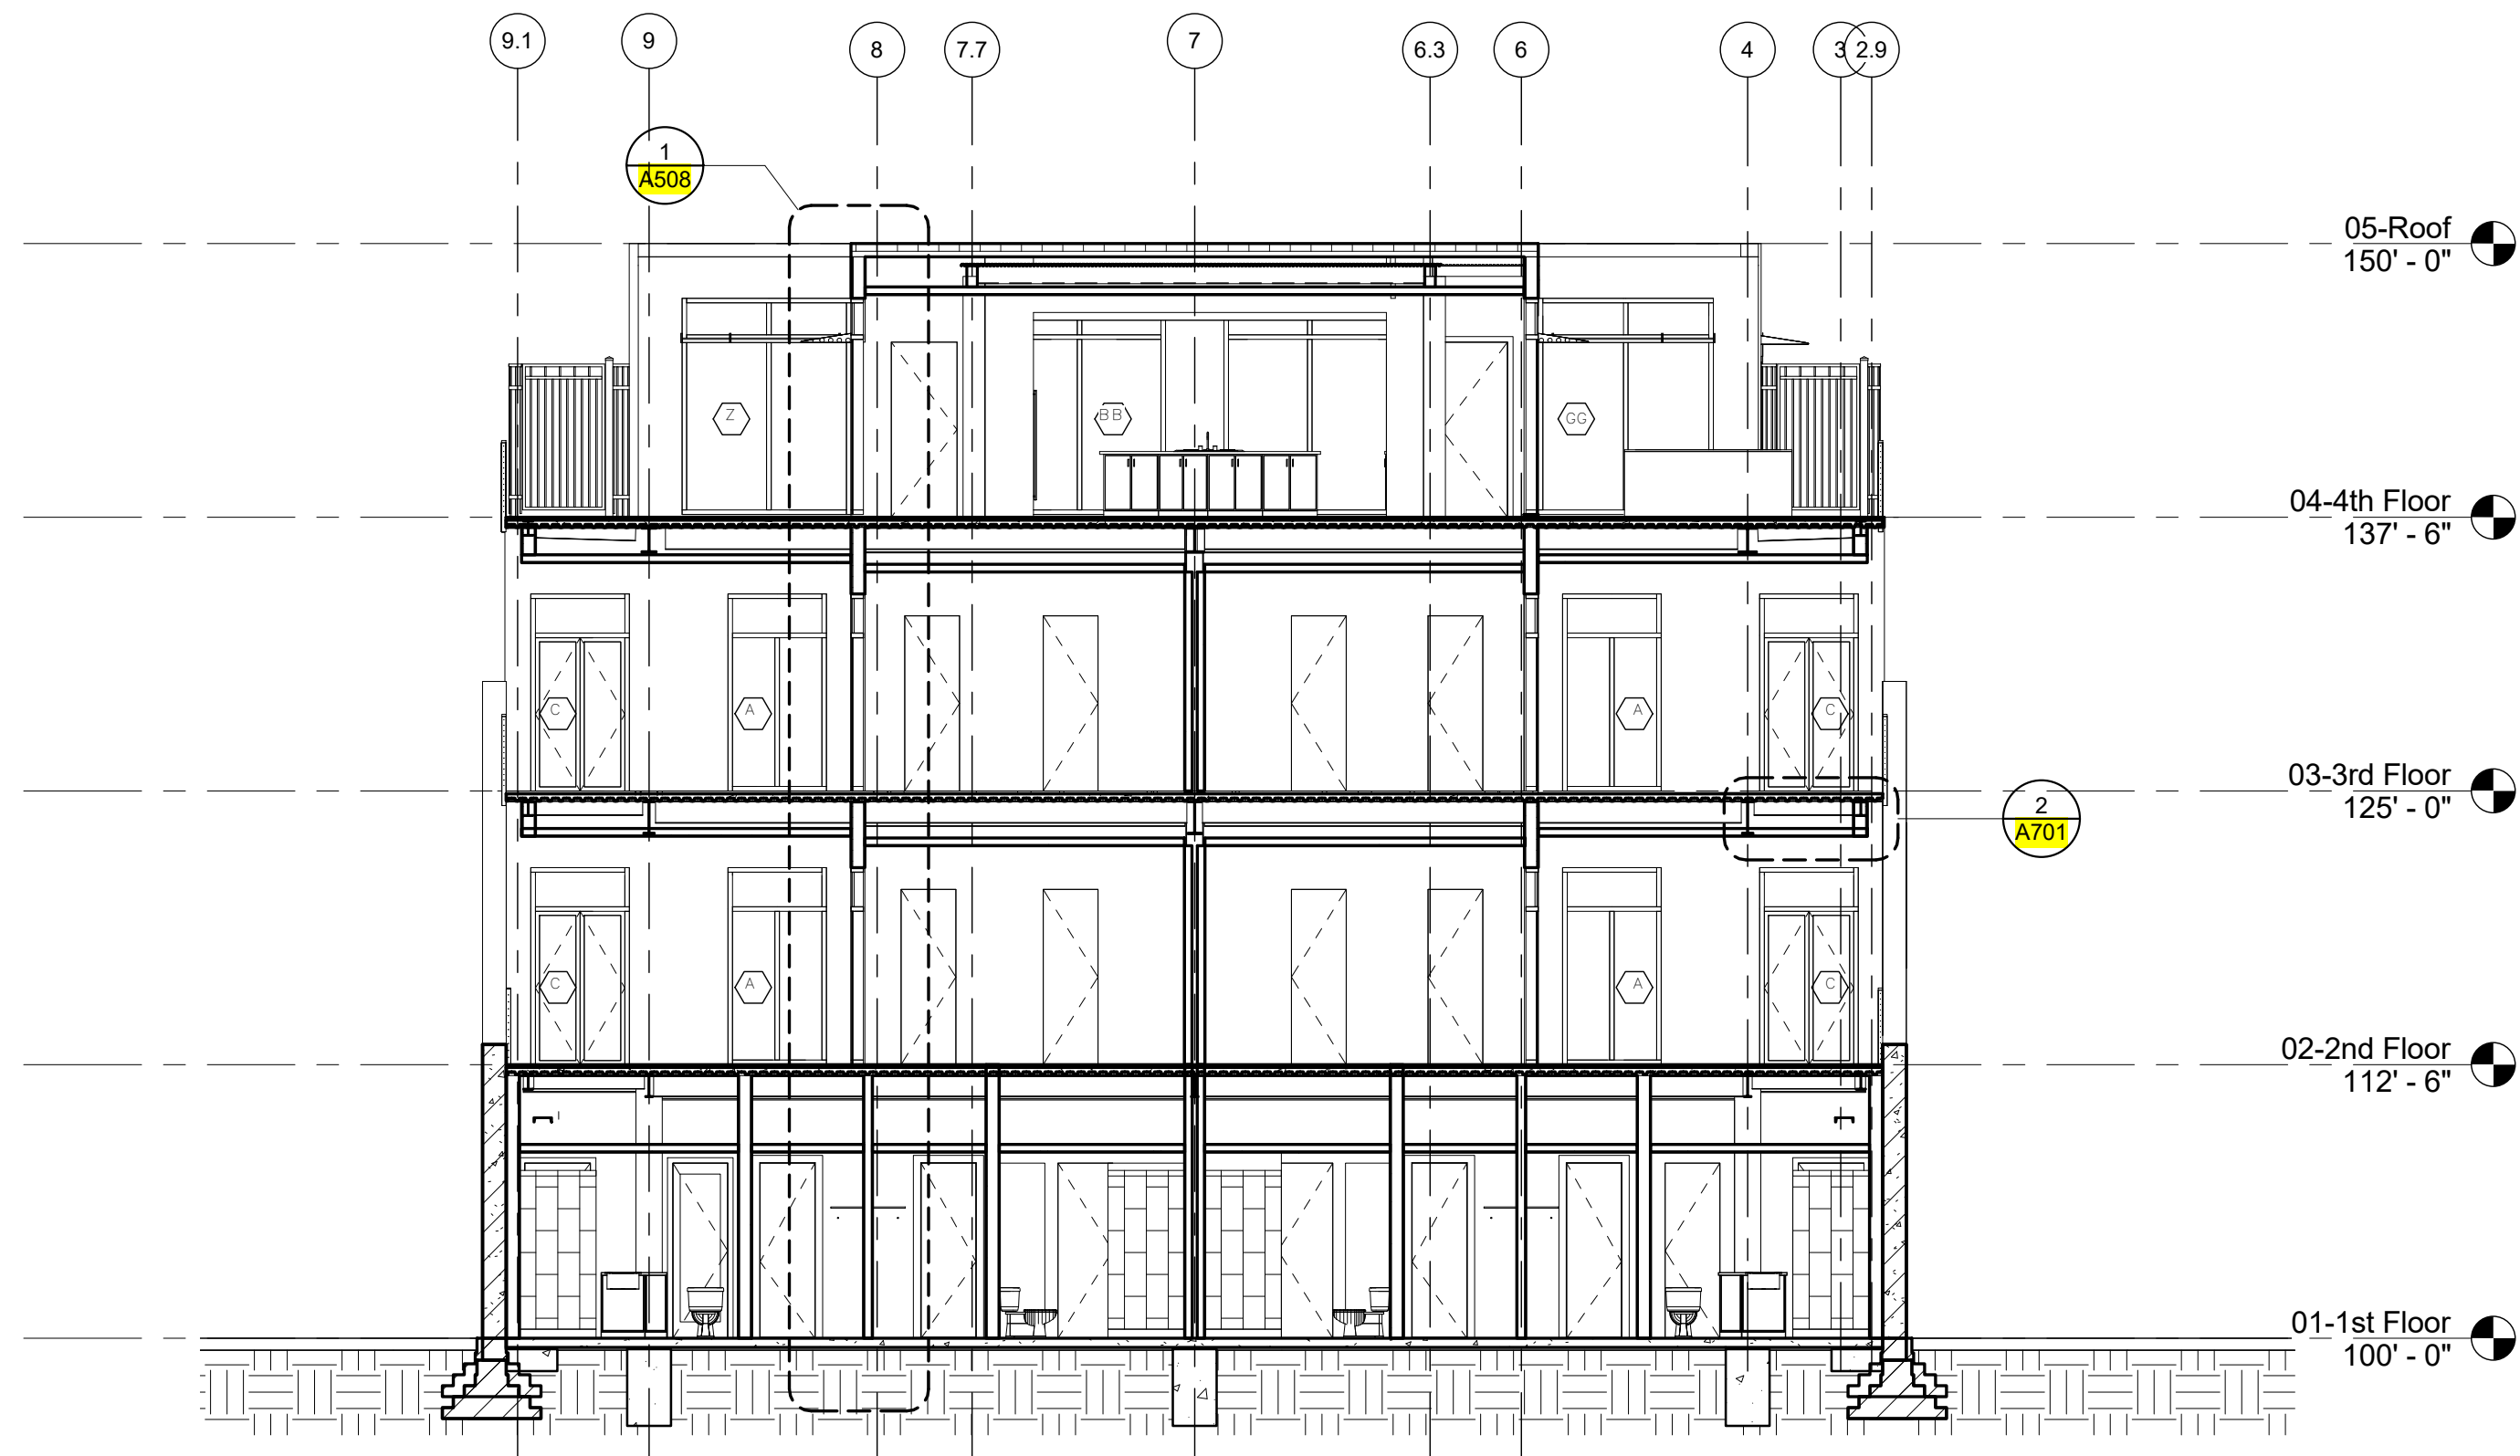 9.1
9
8
7.7
7
6.3
6
4
3
2.9
1
A508
05-Roof
150' - 0"
Z
BB
GG
04-4th Floor
137' - 6"
C
A
A
C
03-3rd Floor
125' - 0"
2
A701
C
A
A
C
02-2nd Floor
112' - 6"
01-1st Floor
100' - 0"